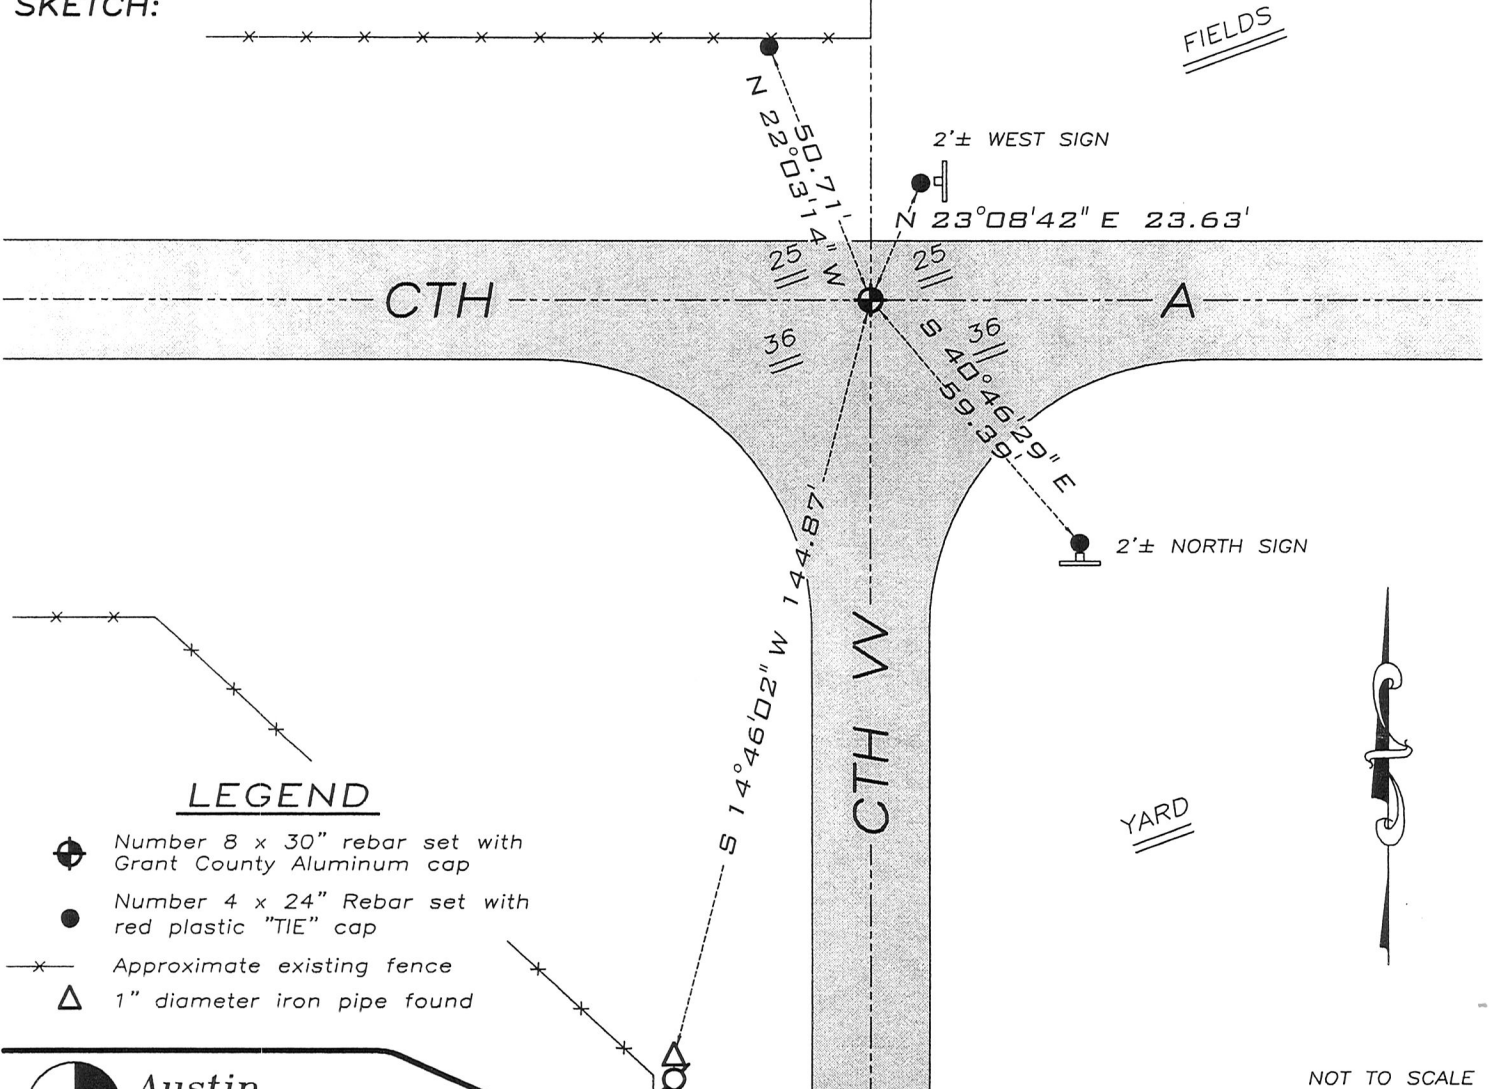 SKETCH:
FIELDS
2'± WEST SIGN
N 22°03'14" W
50.71'
N 23°08'42" E 23.63'
25
25
CTH
A
36
36
S 40°46'29" E
59.39'
2'± NORTH SIGN
S 14°46'02" W 144.87'
CTH W
YARD
LEGEND
Number 8 x 30" rebar set with
Grant County Aluminum cap
Number 4 x 24" Rebar set with
red plastic "TIE" cap
Approximate existing fence
1" diameter iron pipe found
Austin
NOT TO SCALE